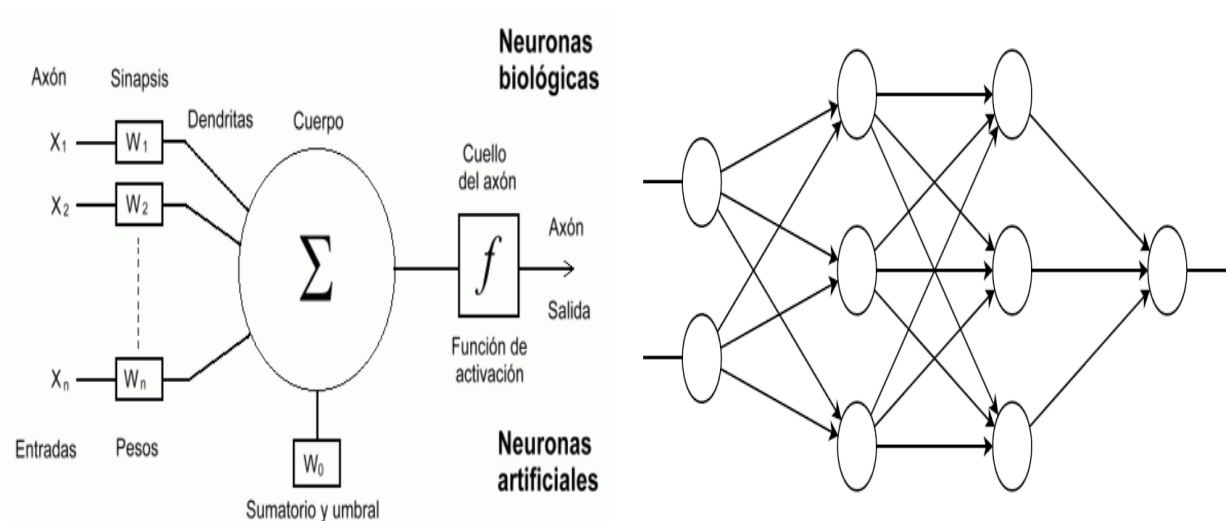 Neuronas
biológicas
Axón
Sinapsis
Dendritas
Cuerpo
X₁
W₁
X₂
W₂
Cuello
del axón
Axón
Σ
f
Salida
Función de
activación
Xₙ
Wₙ
Entradas
Pesos
W₀
Sumatorio y umbral
Neuronas
artificiales